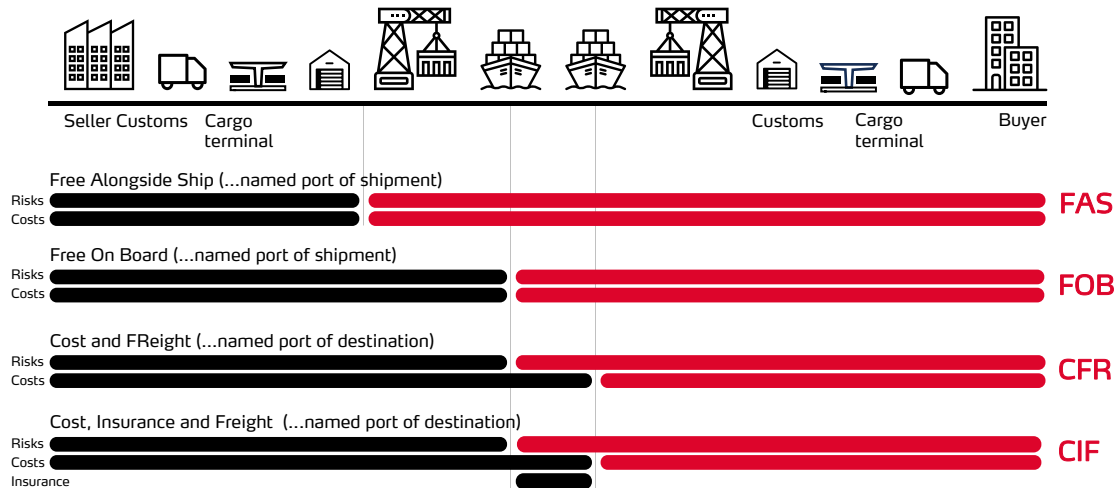 Seller Customs Cargo terminal Customs Cargo terminal Buyer
Free Alongside Ship (...named port of shipment)
Risks
Costs
FAS
Free On Board (...named port of shipment)
Risks
Costs
FOB
Cost and FReight (...named port of destination)
Risks
Costs
CFR
Cost, Insurance and Freight (...named port of destination)
Risks
Costs
CIF
Insurance